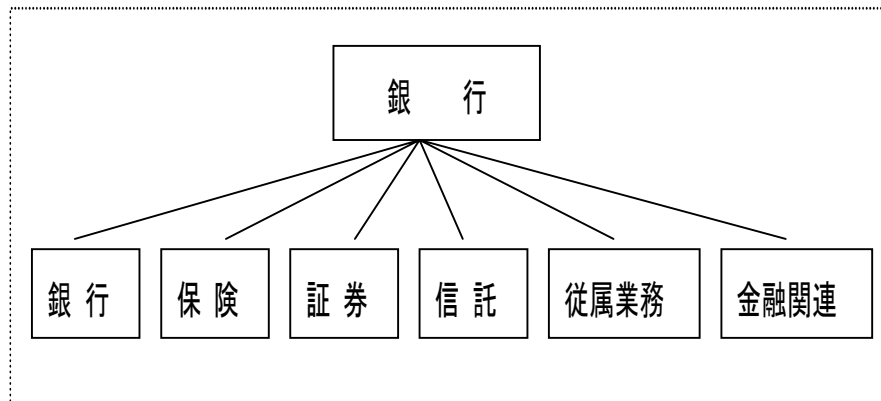 銀 行
銀 行
保 険
証 券
信 託
従属業務
金融関連